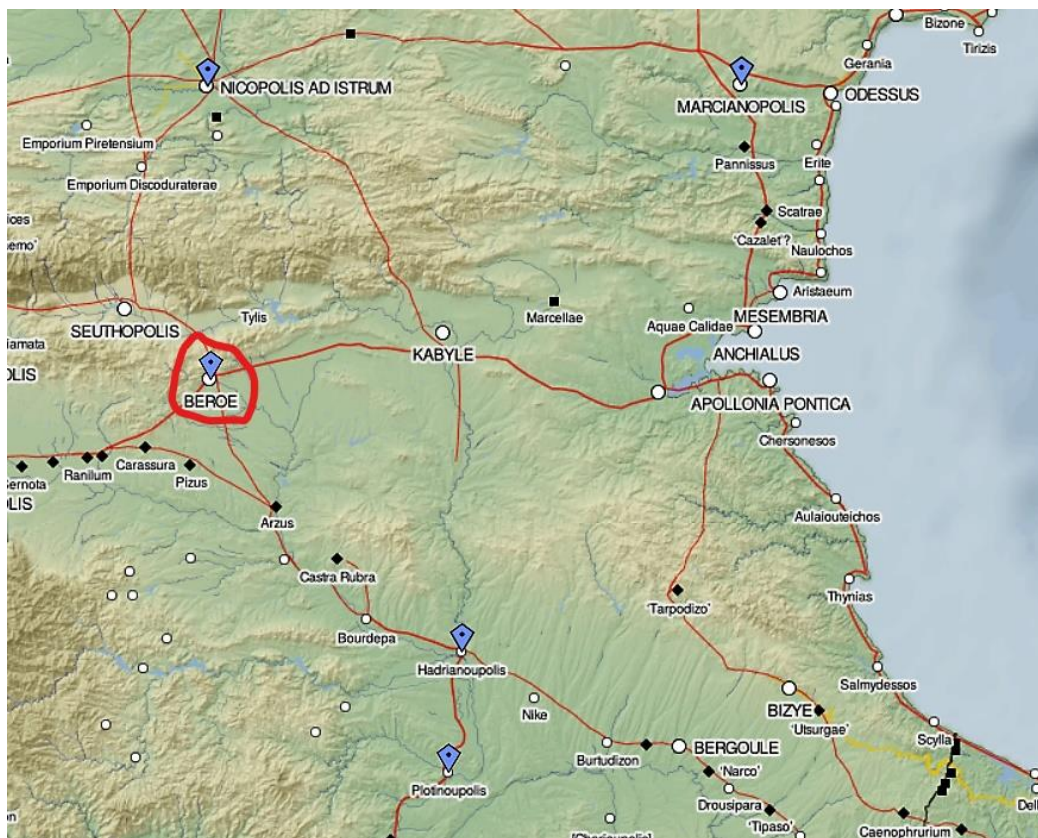 Bizone
Tirizis
Gerania
NICOPOLIS AD ISTRUM
MARCIANOPOLIS
ODESSUS
Emporium Piretensium
Pannissus
Erite
Emporium Discoduraterae
Scatrae
'Cazalet'?
Naulochos
Aristaeum
Tylis
Marcellae
MESEMBRIA
SEUTHOPOLIS
Aquae Calidae
KABYLE
ANCHIALUS
BEROE
APOLLONIA PONTICA
Chersonesos
Carassura
Ranilum
Pizus
Aulaiouteichos
Arzus
Castra Rubra
Thynias
'Tarpodizo'
Bourdepa
Hadrianoupolis
Salmydessos
BIZYE
Nike
'Utsurgae'
Scylla
BERGOULE
Burtudizon
'Narco'
Plotinoupolis
Drousipara
'Tipaso'
Caenophrurium